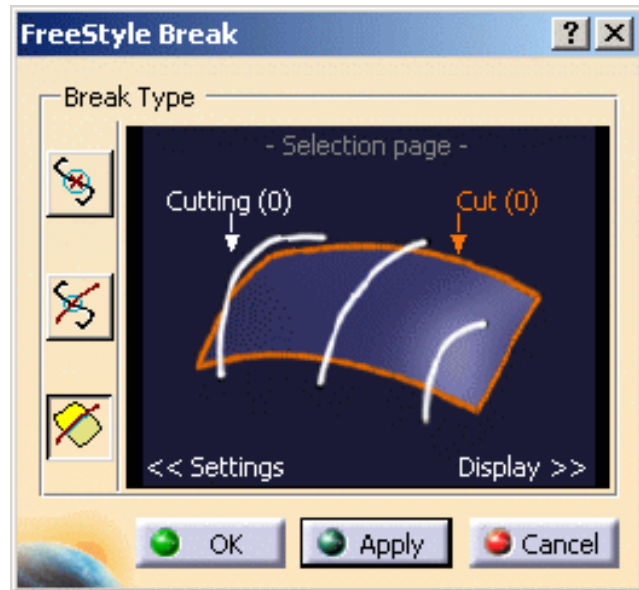 FreeStyle Break
? X
Break Type
- Selection page -
Cutting (0) Cut (0)
<< Settings Display >>
OK Apply Cancel